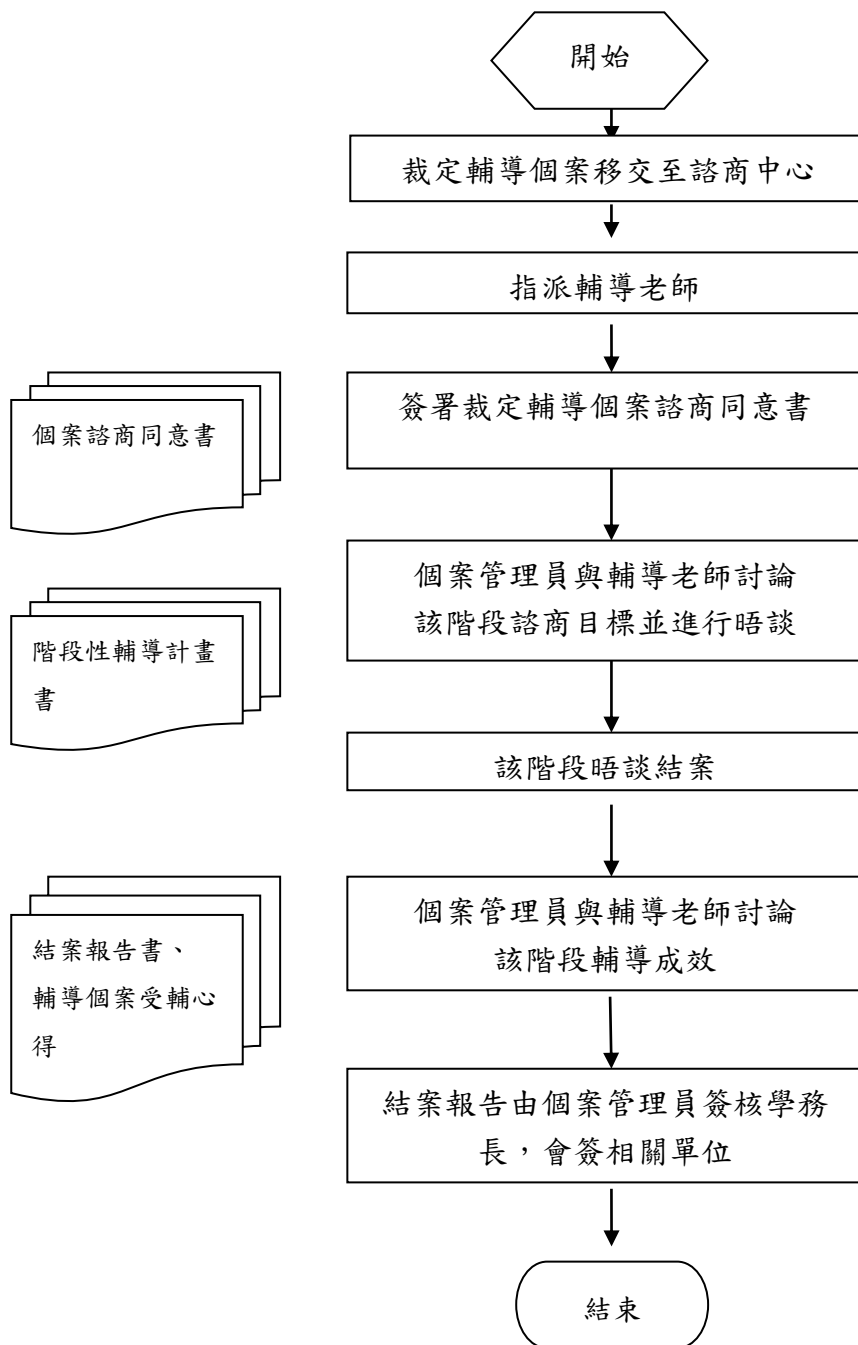 開始
裁定輔導個案移交至諮商中心
指派輔導老師
簽署裁定輔導個案諮商同意書
個案諮商同意書
個案管理員與輔導老師討論
該階段諮商目標並進行晤談
階段性輔導計畫
書
該階段晤談結案
個案管理員與輔導老師討論
該階段輔導成效
結案報告書、
輔導個案受輔心
得
結案報告由個案管理員簽核學務
長，會簽相關單位
結束